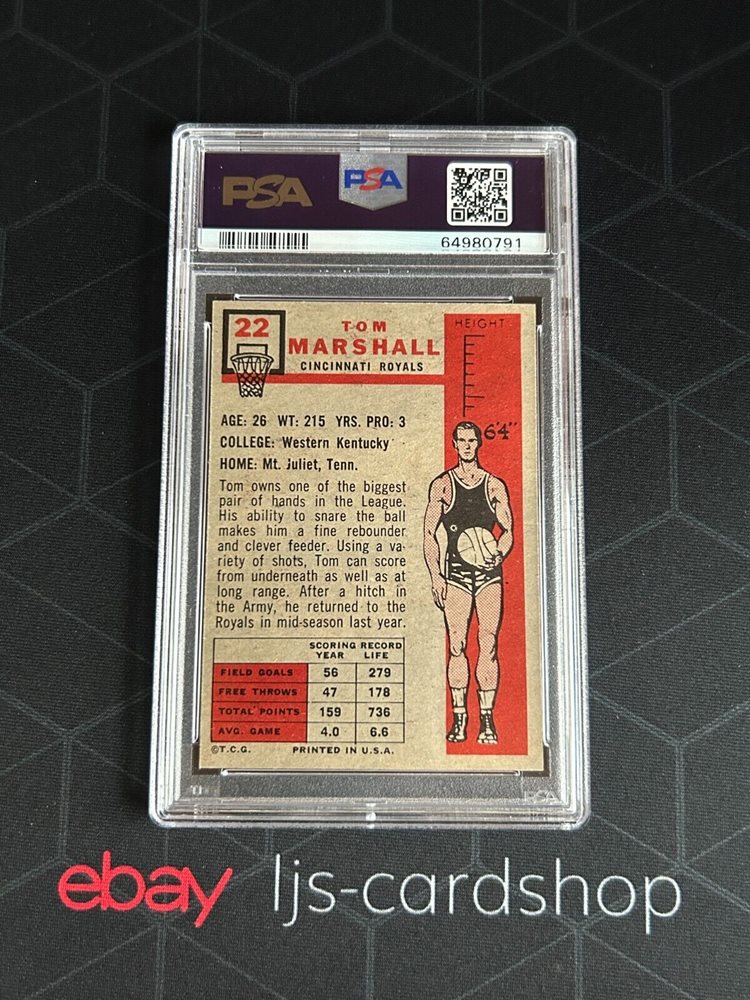 PSA
PSA
64980791
22
TOM
MARSHALL
CINCINNATI ROYALS
HEIGHT
6'4"
AGE: 26 WT: 215 YRS. PRO: 3
COLLEGE: Western Kentucky
HOME: Mt. Juliet, Tenn.
Tom owns one of the biggest
pair of hands in the League.
His ability to snare the ball
makes him a fine rebounder
and clever feeder. Using a va-
riety of shots, Tom can score
from underneath as well as at
long range. After a hitch in
the Army, he returned to the
Royals in mid-season last year.
SCORING RECORD
YEAR LIFE
FIELD GOALS 56 279
FREE THROWS 47 178
TOTAL POINTS 159 736
AVG. GAME 4.0 6.6
©T.C.G. PRINTED IN U.S.A.
PSA
ebay ljs-cardshop